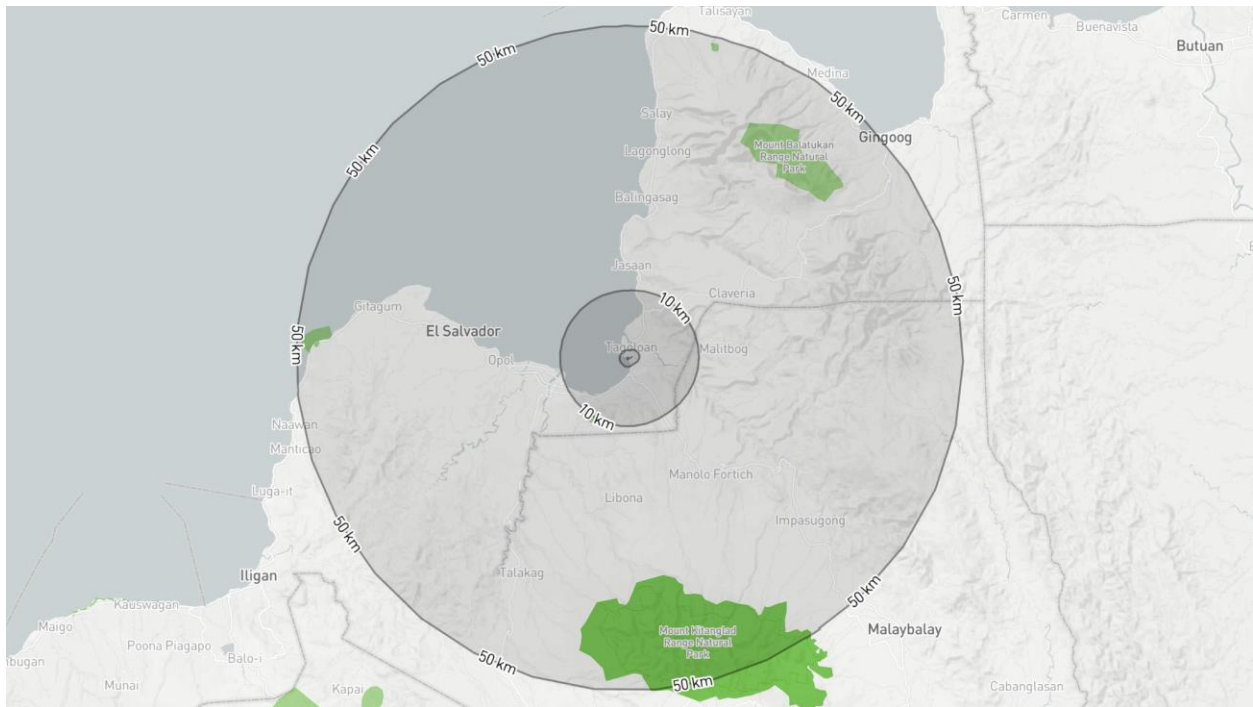 Talisayan
Carmen
Buenavista
50 km
Butuan
50 km
Medina
50 km
Salay
Gingoog
Mount Balatukan
Range Natural
Park
Lagonglong
50 km
Balingasag
Jasaan
Claveria
50 km
10 km
Gitagum
El Salvador
50 km
Tagoloan
Malitbog
Opol
10 km
Naawan
Manticao
Manolo Fortich
Luga-it
Libona
Impasugong
50 km
Iligan
Talakag
50 km
Kauswagan
Maigo
Mount Kitanglad
Range Natural
Park
Malaybalay
Poona Piagapo
Balo-i
50 km
Munai
Kapai
50 km
Cabanglasan